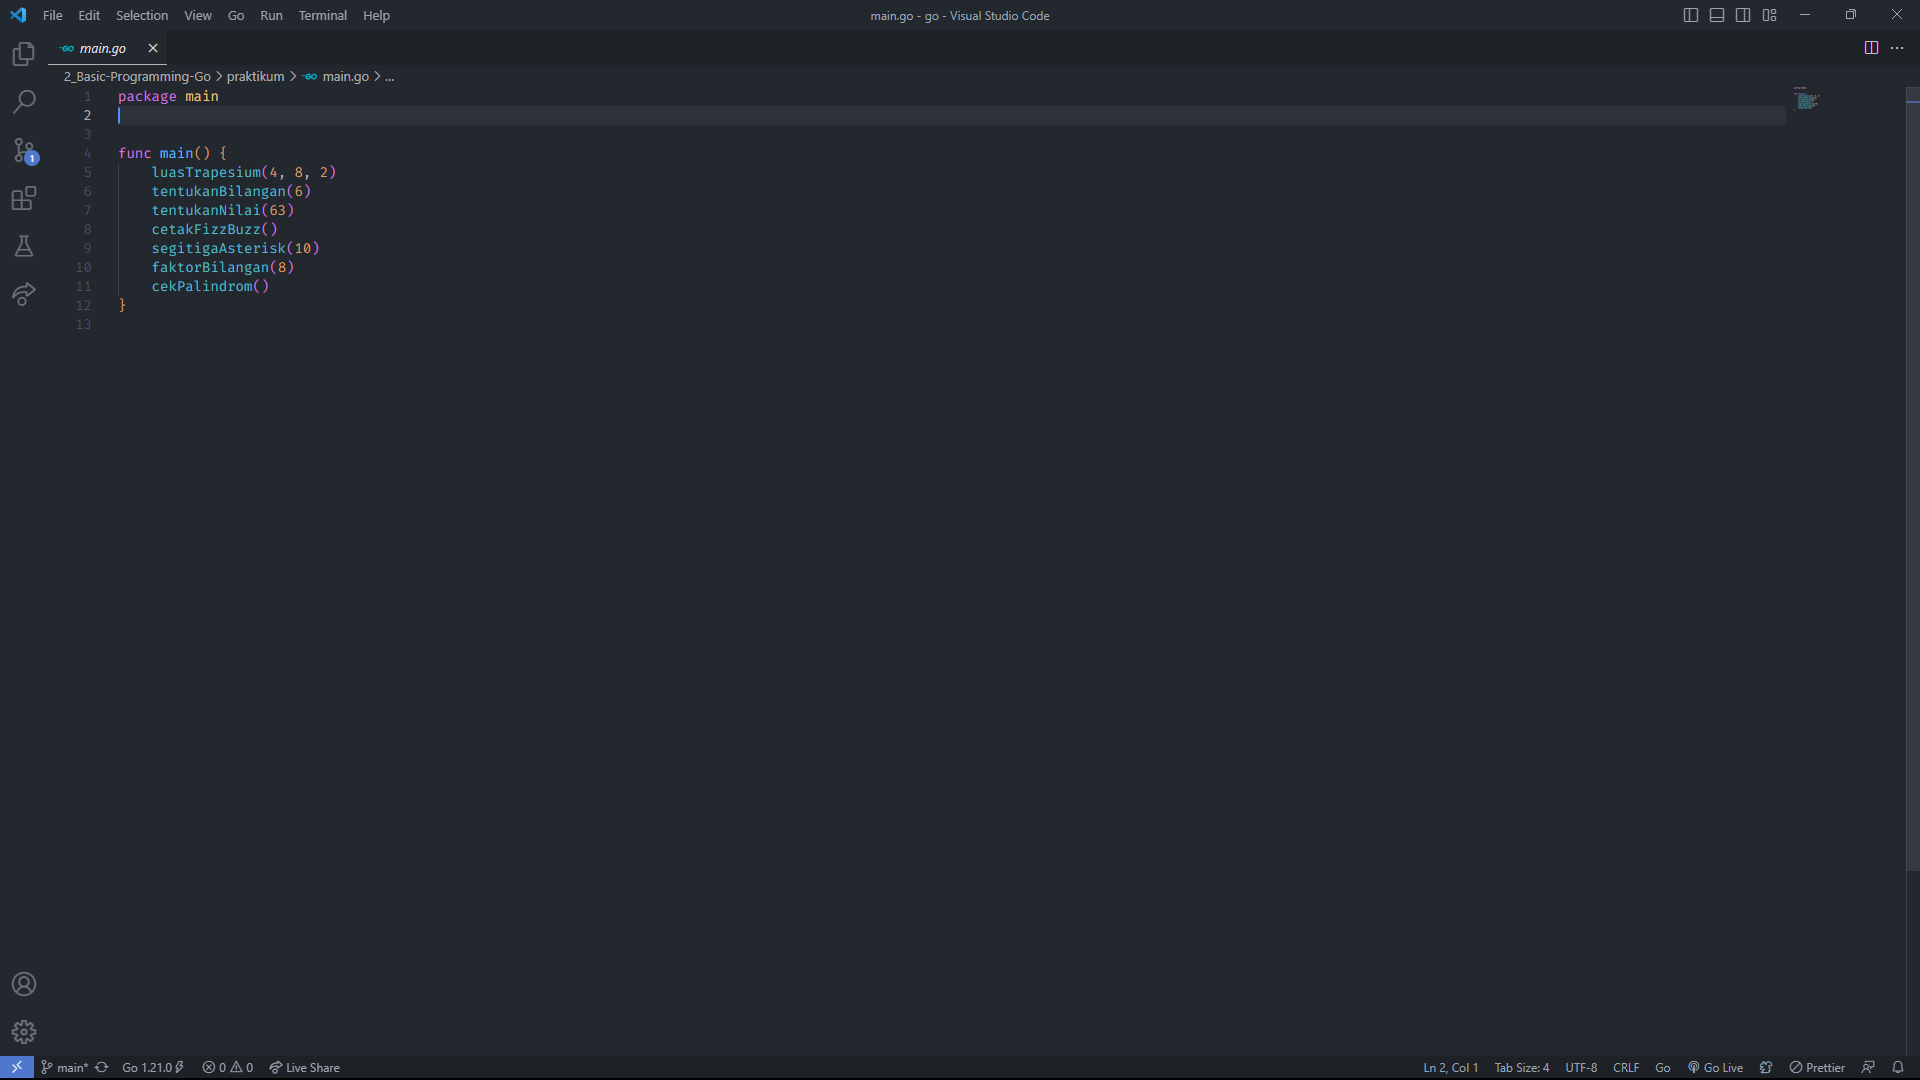 File Edit Selection View Go Run Terminal Help
main.go - go - Visual Studio Code
GO main.go
2_Basic-Programming-Go > praktikum > GO main.go > ...
1 package main
2
3
4 func main() {
5 luasTrapesium(4, 8, 2)
6 tentukanBilangan(6)
7 tentukanNilai(63)
8 cetakFizzBuzz()
9 segitigaAsterisk(10)
10 faktorBilangan(8)
11 cekPalindrom()
12 }
13
1
main* Go 1.21.0 0 0 Live Share
Ln 2, Col 1 Tab Size: 4 UTF-8 CRLF Go Go Live Prettier